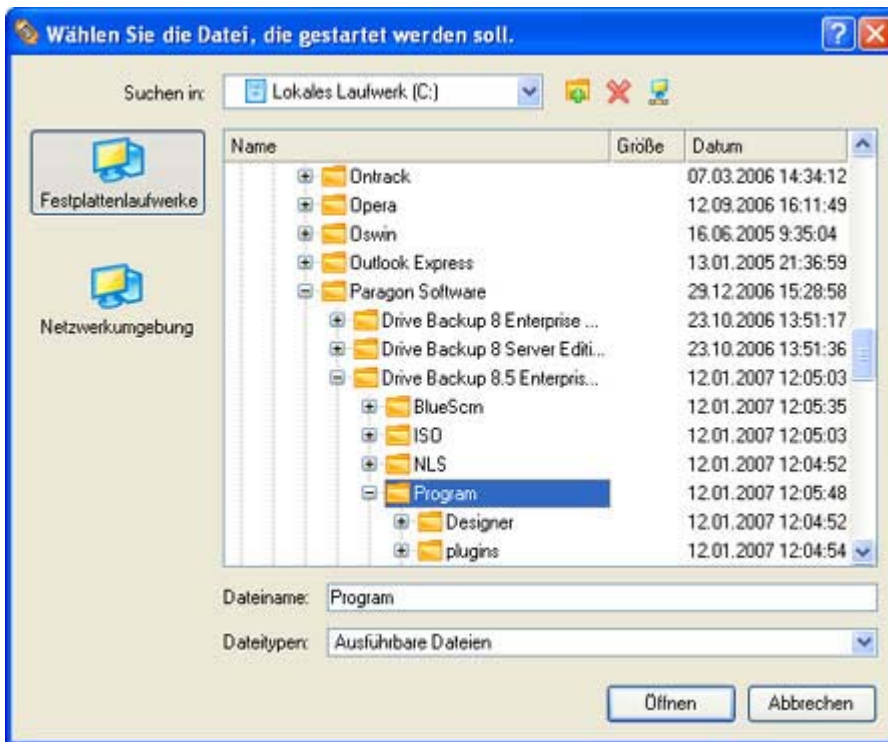 Wählen Sie die Datei, die gestartet werden soll.
Suchen in: Lokales Laufwerk (C:)
Festplattenlaufwerke
Netzwerkumgebung
Name Größe Datum
Ontrack 07.03.2006 14:34:12
Opera 12.09.2006 16:11:49
Oswin 16.06.2005 9:35:04
Outlook Express 13.01.2005 21:36:59
Paragon Software 29.12.2006 15:28:58
Drive Backup 8 Enterprise ... 23.10.2006 13:51:17
Drive Backup 8 Server Editi... 23.10.2006 13:51:36
Drive Backup 8.5 Enterpris... 12.01.2007 12:05:03
BlueScrn 12.01.2007 12:05:35
ISO 12.01.2007 12:05:03
NLS 12.01.2007 12:04:52
Program 12.01.2007 12:05:48
Designer 12.01.2007 12:04:52
plugins 12.01.2007 12:04:54
Dateiname: Program
Dateitypen: Ausführbare Dateien
Öffnen Abbrechen